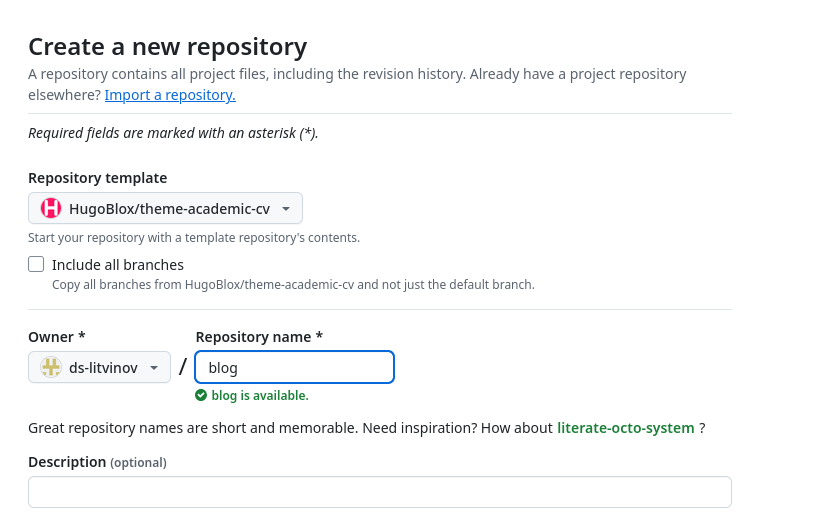 Create a new repository
A repository contains all project files, including the revision history. Already have a project repository
elsewhere? Import a repository.
Required fields are marked with an asterisk (*).
Repository template
HugoBlox/theme-academic-cv
Start your repository with a template repository's contents.
Include all branches
Copy all branches from HugoBlox/theme-academic-cv and not just the default branch.
Owner * Repository name *
ds-litvinov / blog
blog is available.
Great repository names are short and memorable. Need inspiration? How about literate-octo-system ?
Description (optional)